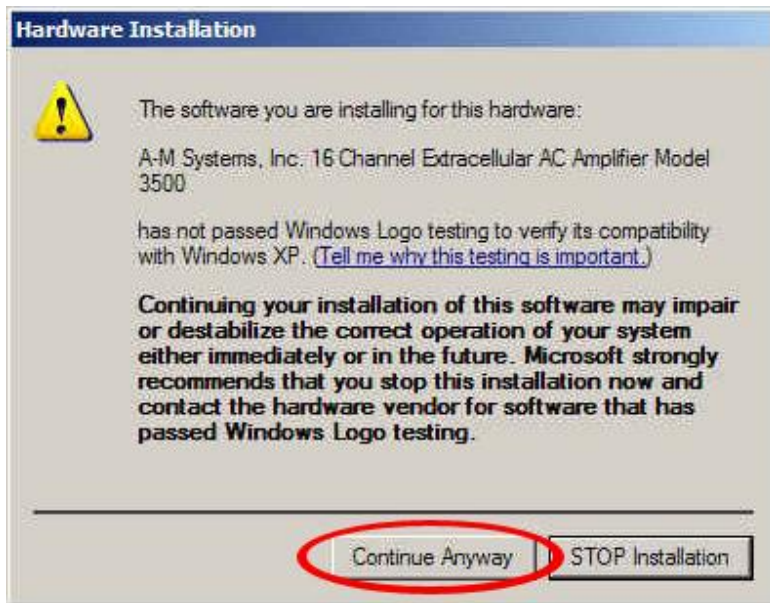 Hardware Installation
The software you are installing for this hardware:
A-M Systems, Inc. 16 Channel Extracellular AC Amplifier Model
3500
has not passed Windows Logo testing to verify its compatibility
with Windows XP. (Tell me why this testing is important.)
Continuing your installation of this software may impair
or destabilize the correct operation of your system
either immediately or in the future. Microsoft strongly
recommends that you stop this installation now and
contact the hardware vendor for software that has
passed Windows Logo testing.
Continue Anyway STOP Installation